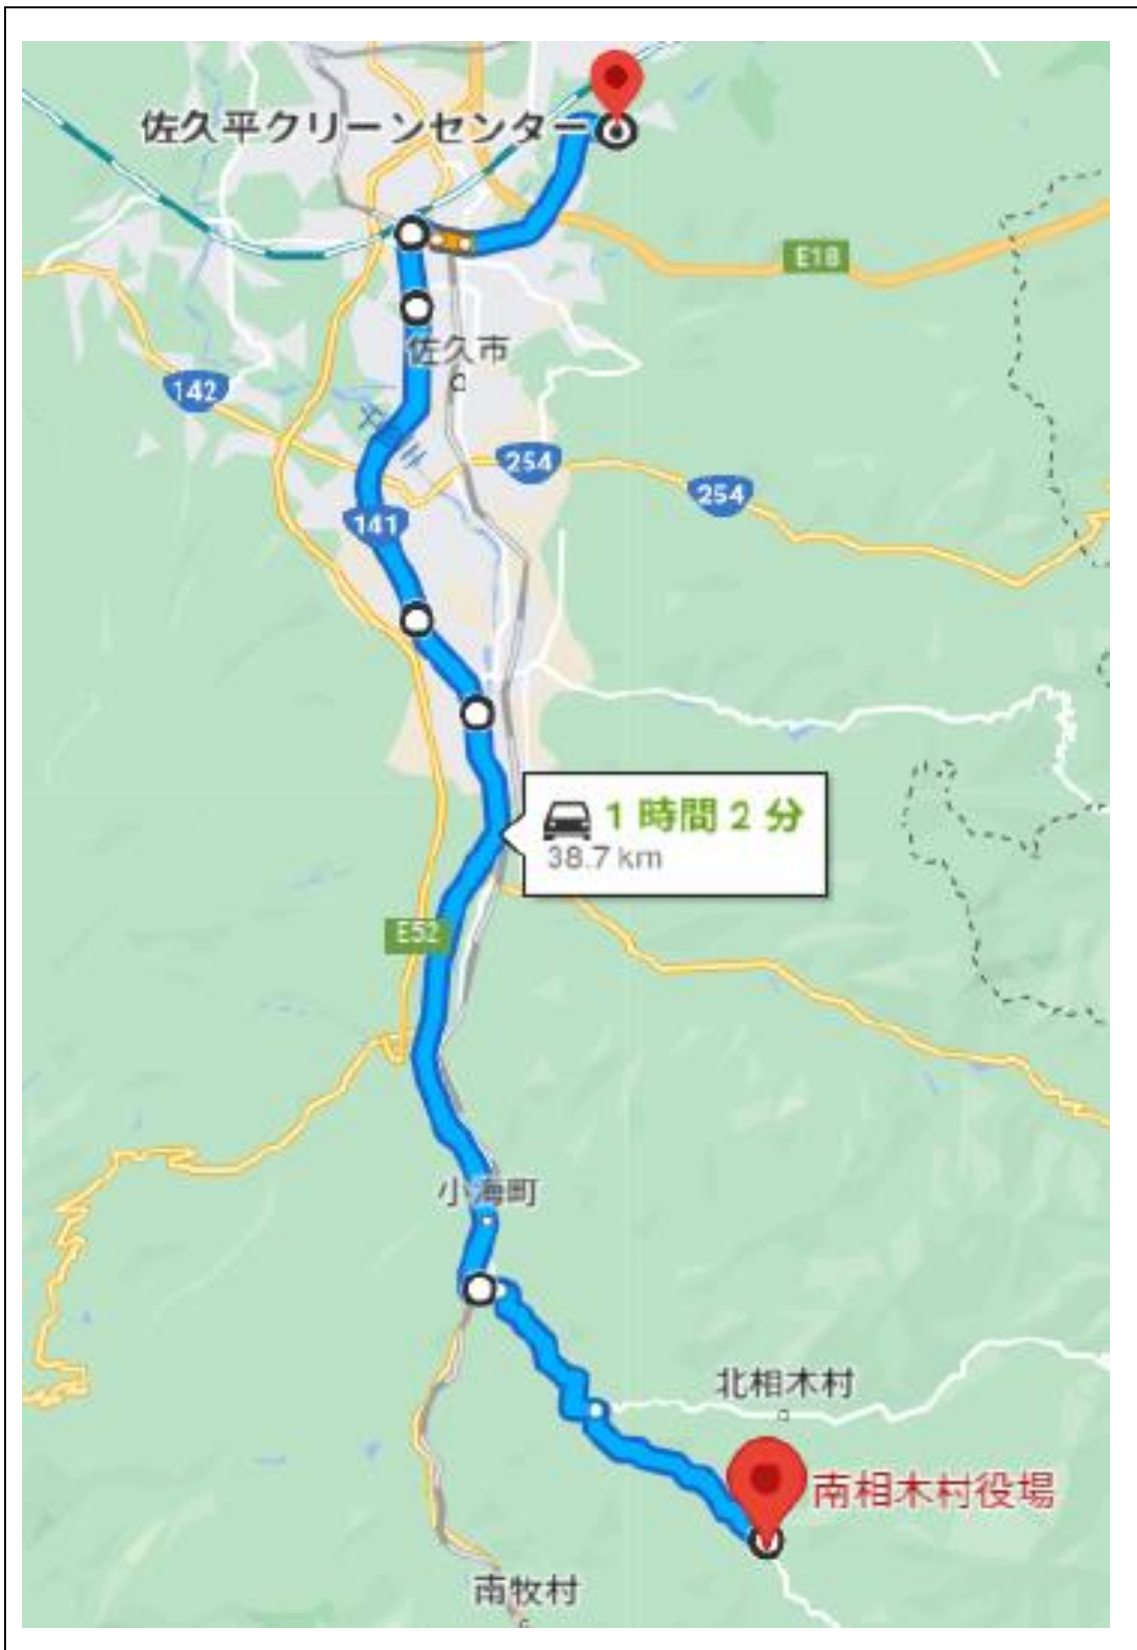 佐久平クリーンセンター
E18
佐久市
142
254
254
141
1 時間 2 分
38.7 km
E52
小海町
北相木村
南相木村役場
南牧村